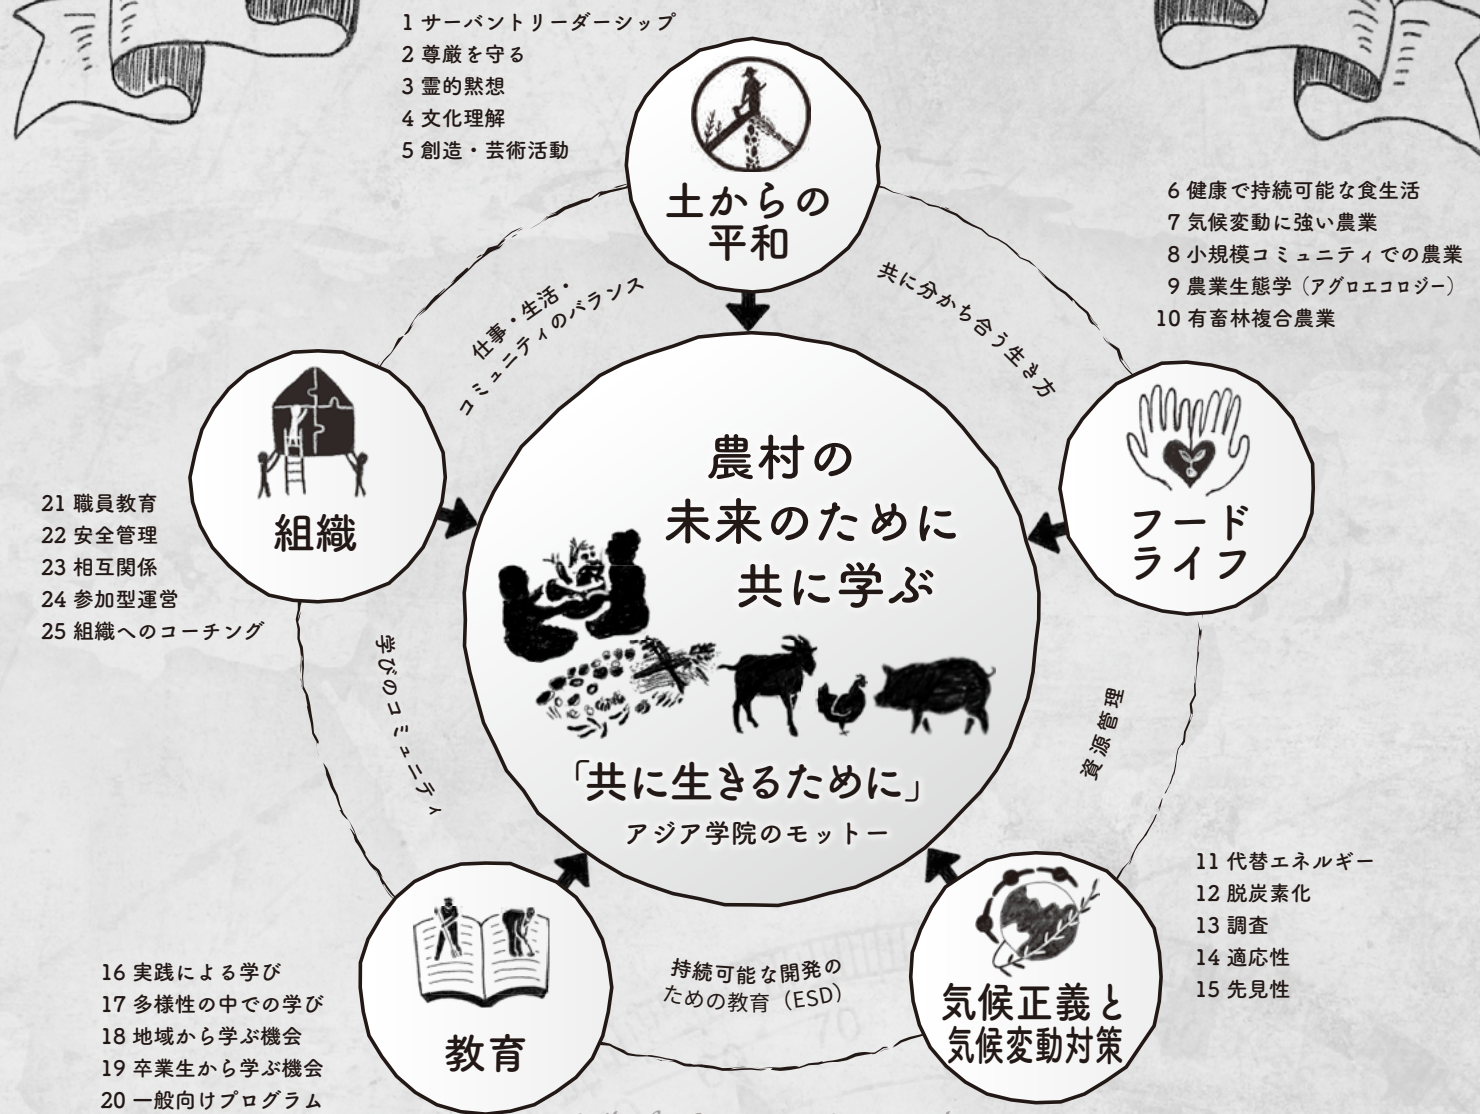 1 サーバントリーダーシップ
2 尊厳を守る
3 霊的黙想
4 文化理解
5 創造・芸術活動
土からの
平和
6 健康で持続可能な食生活
7 気候変動に強い農業
8 小規模コミュニティでの農業
9 農業生態学（アグロエコロジー）
10 有畜林複合農業
仕事・生活・
コミュニティのバランス
共に分かち合う生き方
組織
フード
ライフ
農村の
未来のために
共に学ぶ
「共に生きるために」
アジア学院のモットー
21 職員教育
22 安全管理
23 相互関係
24 参加型運営
25 組織へのコーチング
学びのコミュニティ
資源管理
11 代替エネルギー
12 脱炭素化
13 調査
14 適応性
15 先見性
持続可能な開発の
ための教育（ESD）
気候正義と
気候変動対策
教育
16 実践による学び
17 多様性の中での学び
18 地域から学ぶ機会
19 卒業生から学ぶ機会
20 一般向けプログラム
70